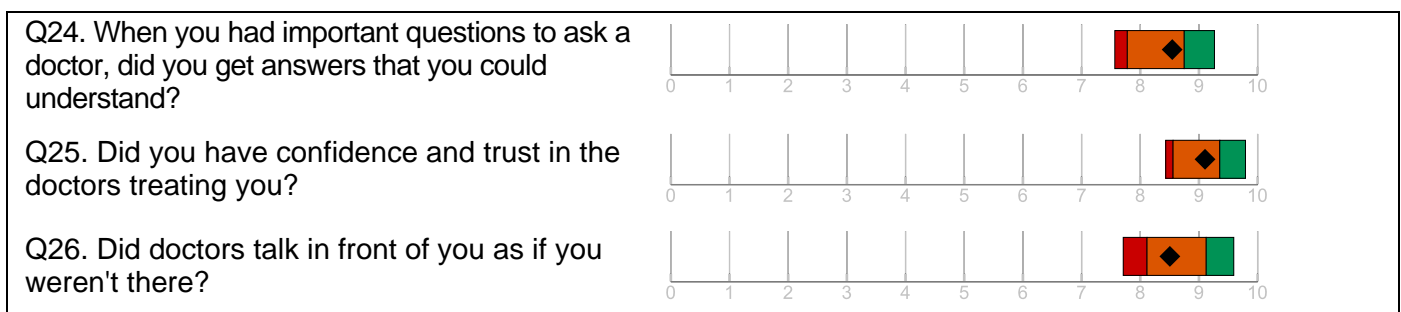 Q24. When you had important questions to ask a
doctor, did you get answers that you could
understand?
0 1 2 3 4 5 6 7 8 9 10
Q25. Did you have confidence and trust in the
doctors treating you?
0 1 2 3 4 5 6 7 8 9 10
Q26. Did doctors talk in front of you as if you
weren't there?
0 1 2 3 4 5 6 7 8 9 10